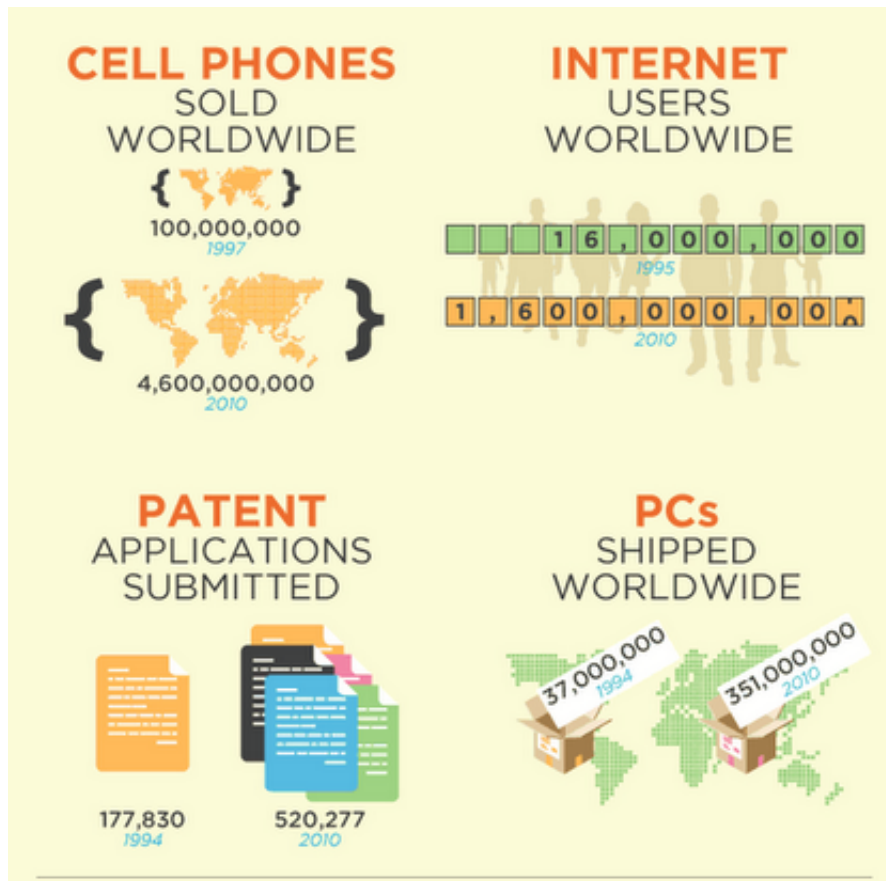 CELL PHONES
SOLD
WORLDWIDE
100,000,000
1997
4,600,000,000
2010
INTERNET
USERS
WORLDWIDE
16,000,000
1995
1,600,000,000
2010
PATENT
APPLICATIONS
SUBMITTED
177,830
1994
520,277
2010
PCs
SHIPPED
WORLDWIDE
37,000,000
1994
351,000,000
2010